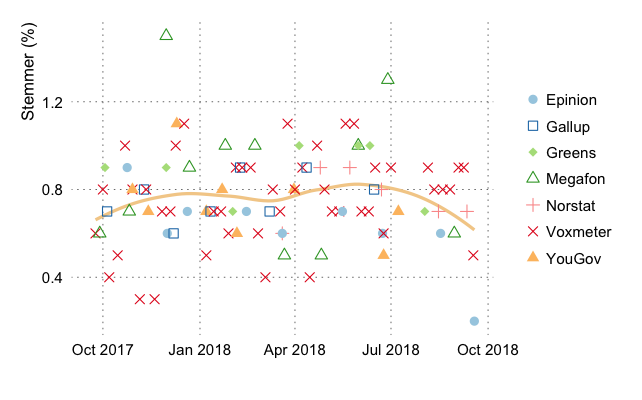 Stemmer (%)
1.2
0.8
0.4
Oct 2017 Jan 2018 Apr 2018 Jul 2018 Oct 2018
Epinion
Gallup
Greens
Megafon
Norstat
Voxmeter
YouGov